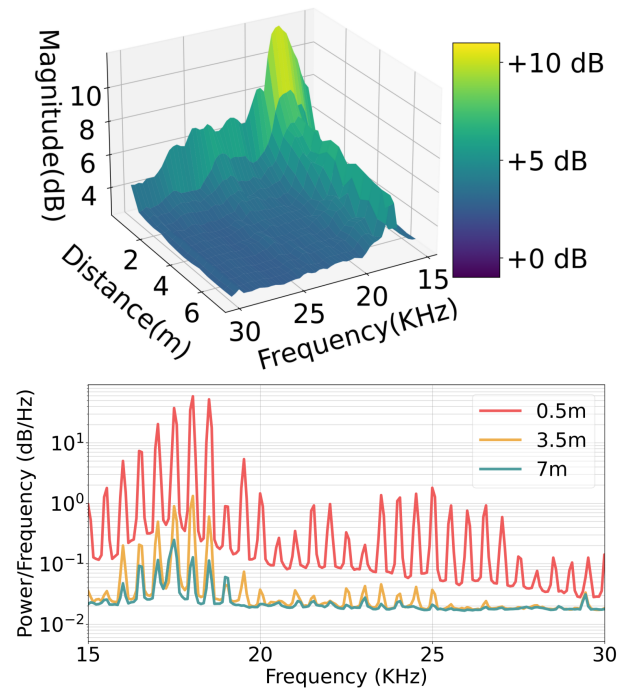 Magnitude(dB)
10
8
6
4
2
4
6
Distance(m)
30
25
20
15
Frequency(KHz)
+10 dB
+5 dB
+0 dB
Power/Frequency (dB/Hz)
10¹
10⁰
10⁻¹
10⁻²
0.5m
3.5m
7m
15
20
25
30
Frequency (KHz)